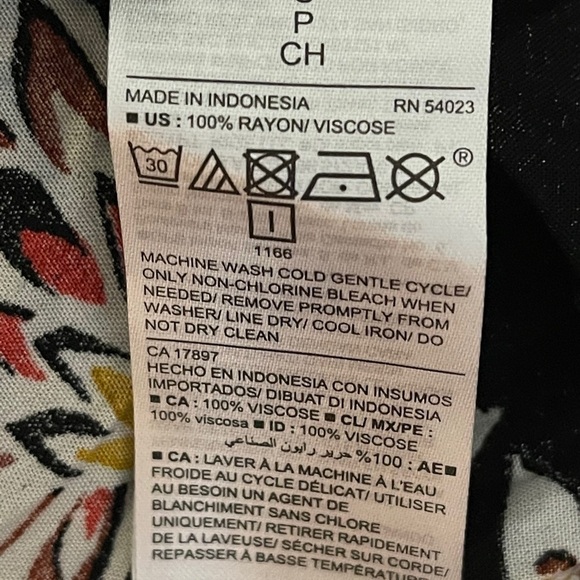 P
CH
MADE IN INDONESIA RN 54023
■ US : 100% RAYON/ VISCOSE
30
®
1166
MACHINE WASH COLD GENTLE CYCLE/
ONLY NON-CHLORINE BLEACH WHEN
NEEDED/ REMOVE PROMPTLY FROM
WASHER/ LINE DRY/ COOL IRON/ DO
NOT DRY CLEAN
CA 17897
HECHO EN INDONESIA CON INSUMOS
IMPORTADOS/ DIBUAT DI INDONESIA
■ CA : 100% VISCOSE ■ CL/ MX/PE :
100% viscosa ■ ID : 100% VISCOSE
■AE : 100% حرير رايون الصناعي
■ CA : LAVER À LA MACHINE À L'EAU
FROIDE AU CYCLE DÉLICAT/ UTILISER
AU BESOIN UN AGENT DE
BLANCHIMENT SANS CHLORE
UNIQUEMENT/ RETIRER RAPIDEMENT
DE LA LAVEUSE/ SÉCHER SUR CORDE/
REPASSER À BASSE TEMPÉRATURE